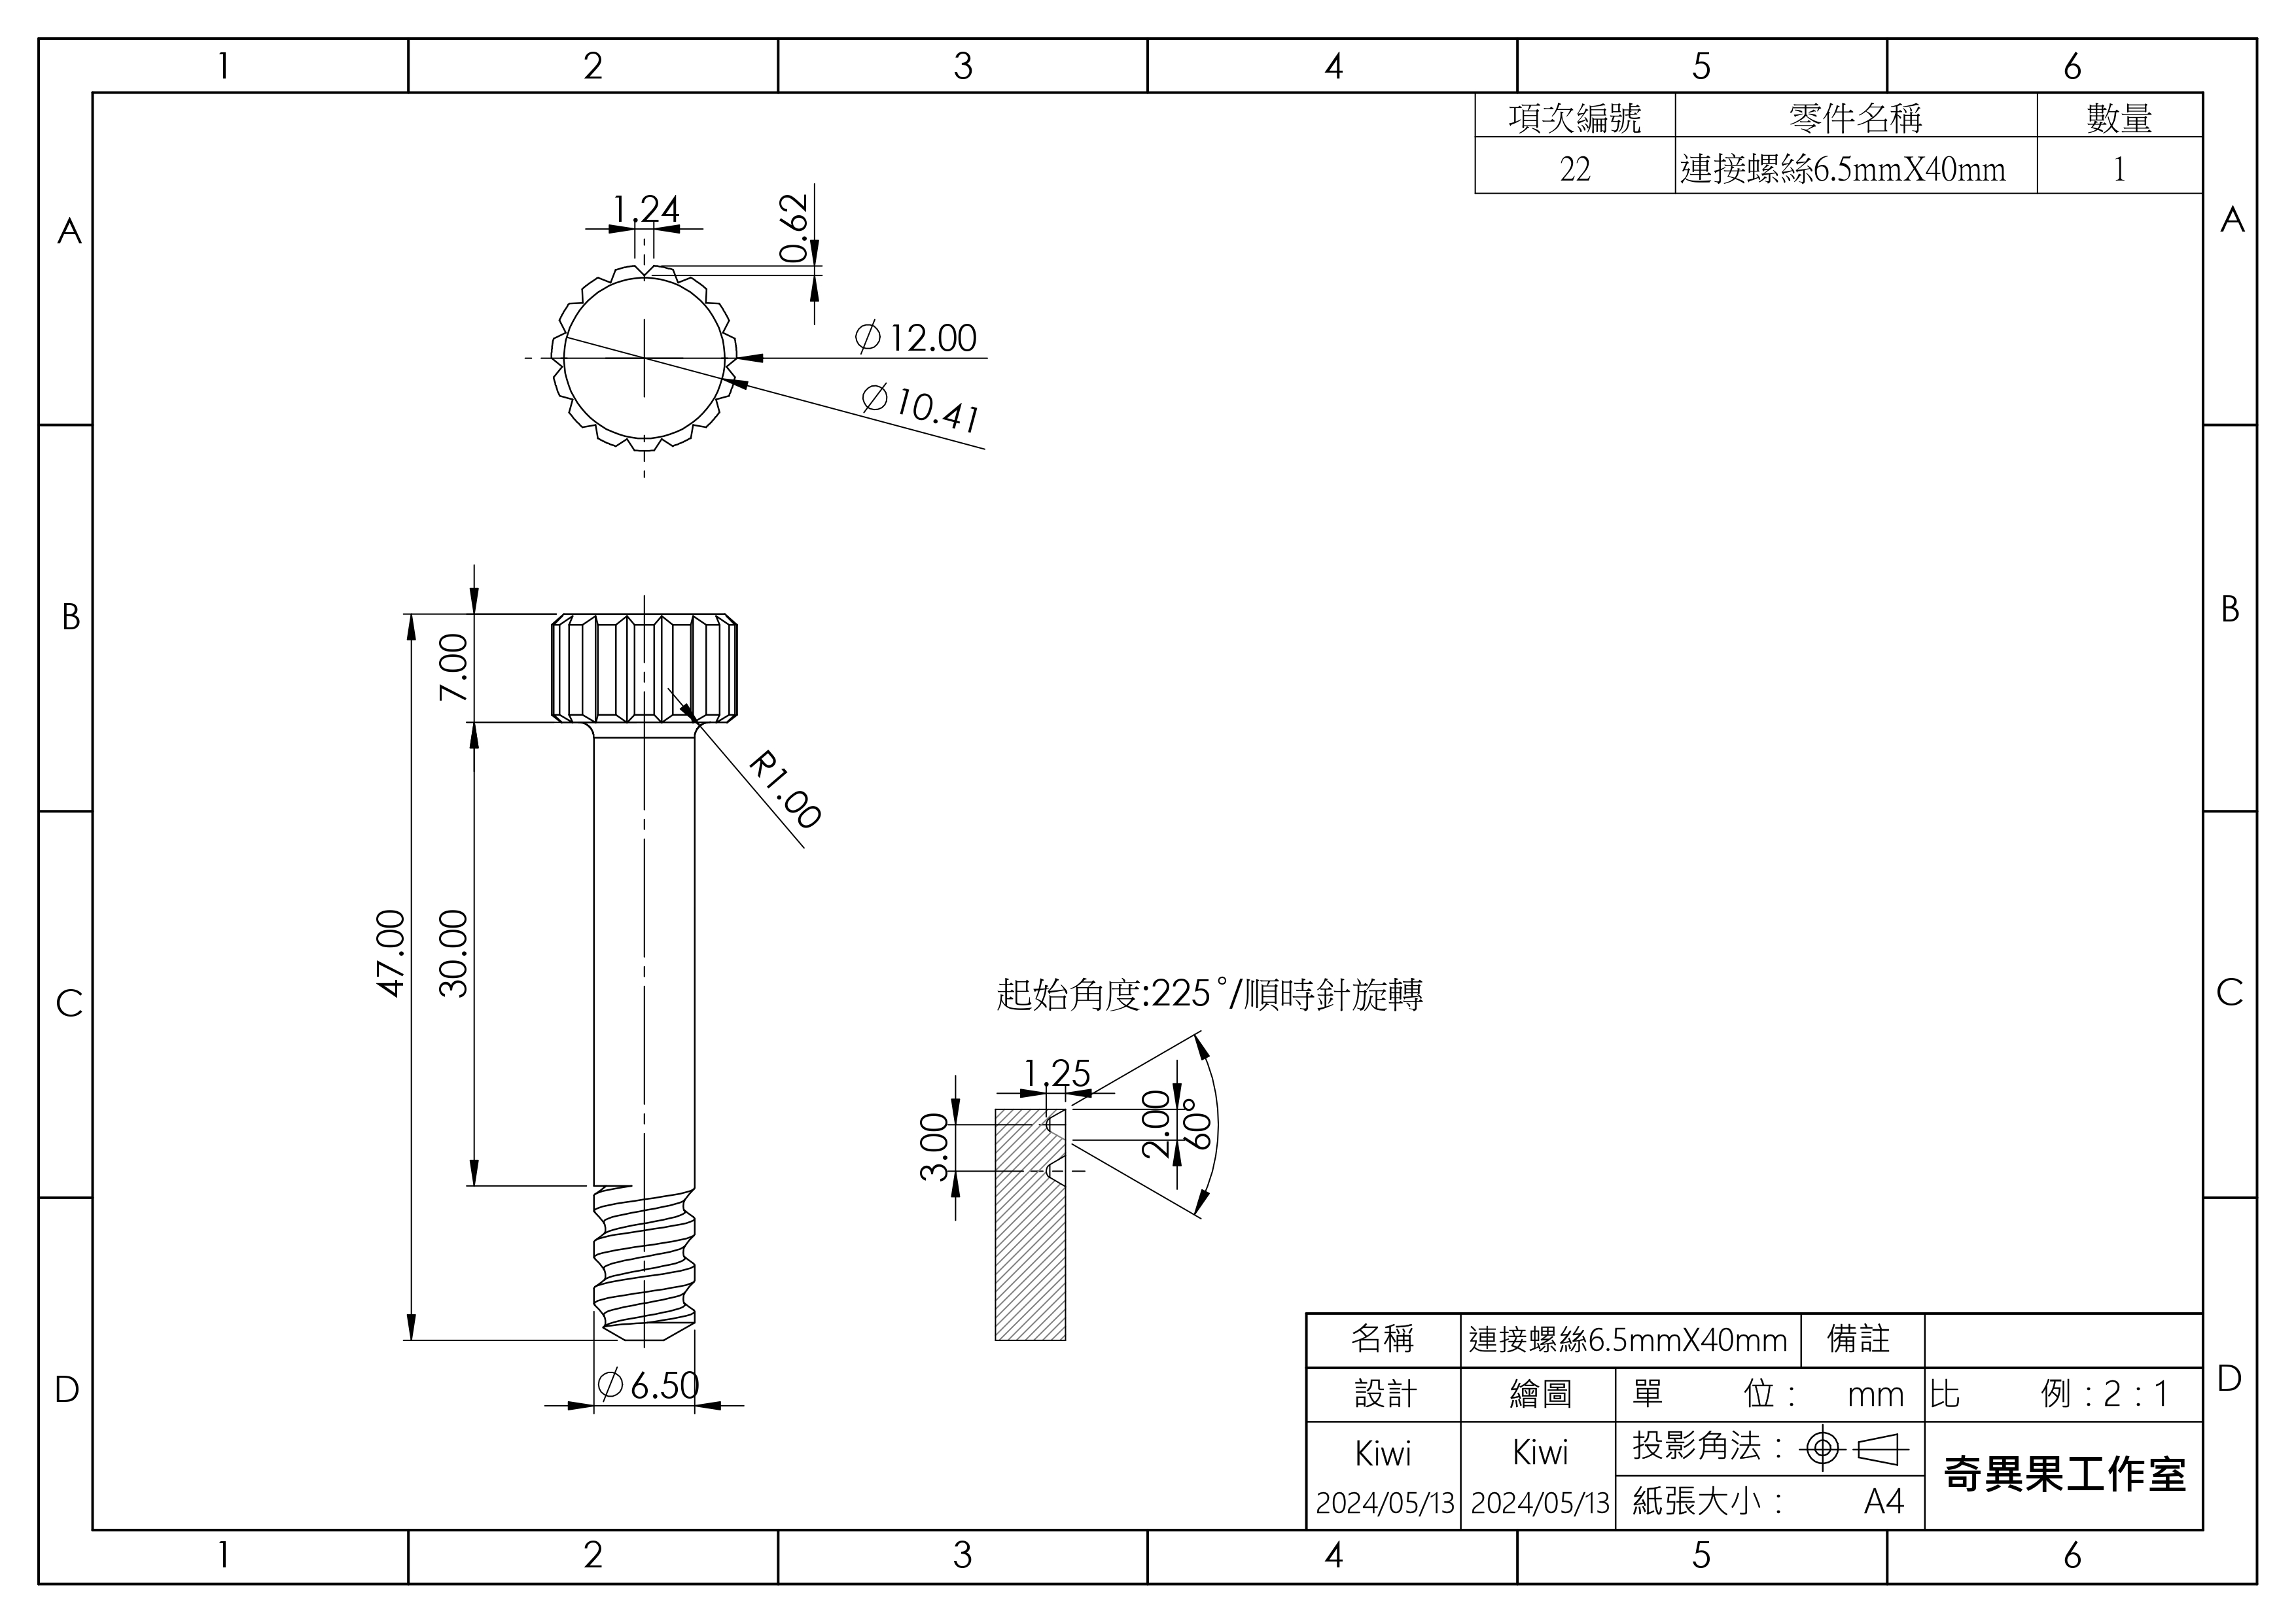 1 2 3 4 5 6
項次編號 零件名稱 數量
22 連接螺絲6.5mmX40mm 1
A A
1.24
0.62
⌀12.00
⌀10.41
B B
7.00
R1.00
47.00
30.00
C C
起始角度:225°/順時針旋轉
1.25
3.00
2.00
60°
⌀6.50
D D
名稱 連接螺絲6.5mmX40mm 備註
設計 繪圖 單 位: mm 比 例:2:1
Kiwi Kiwi 投影角法:
2024/05/13 2024/05/13 紙張大小: A4
奇異果工作室
1 2 3 4 5 6